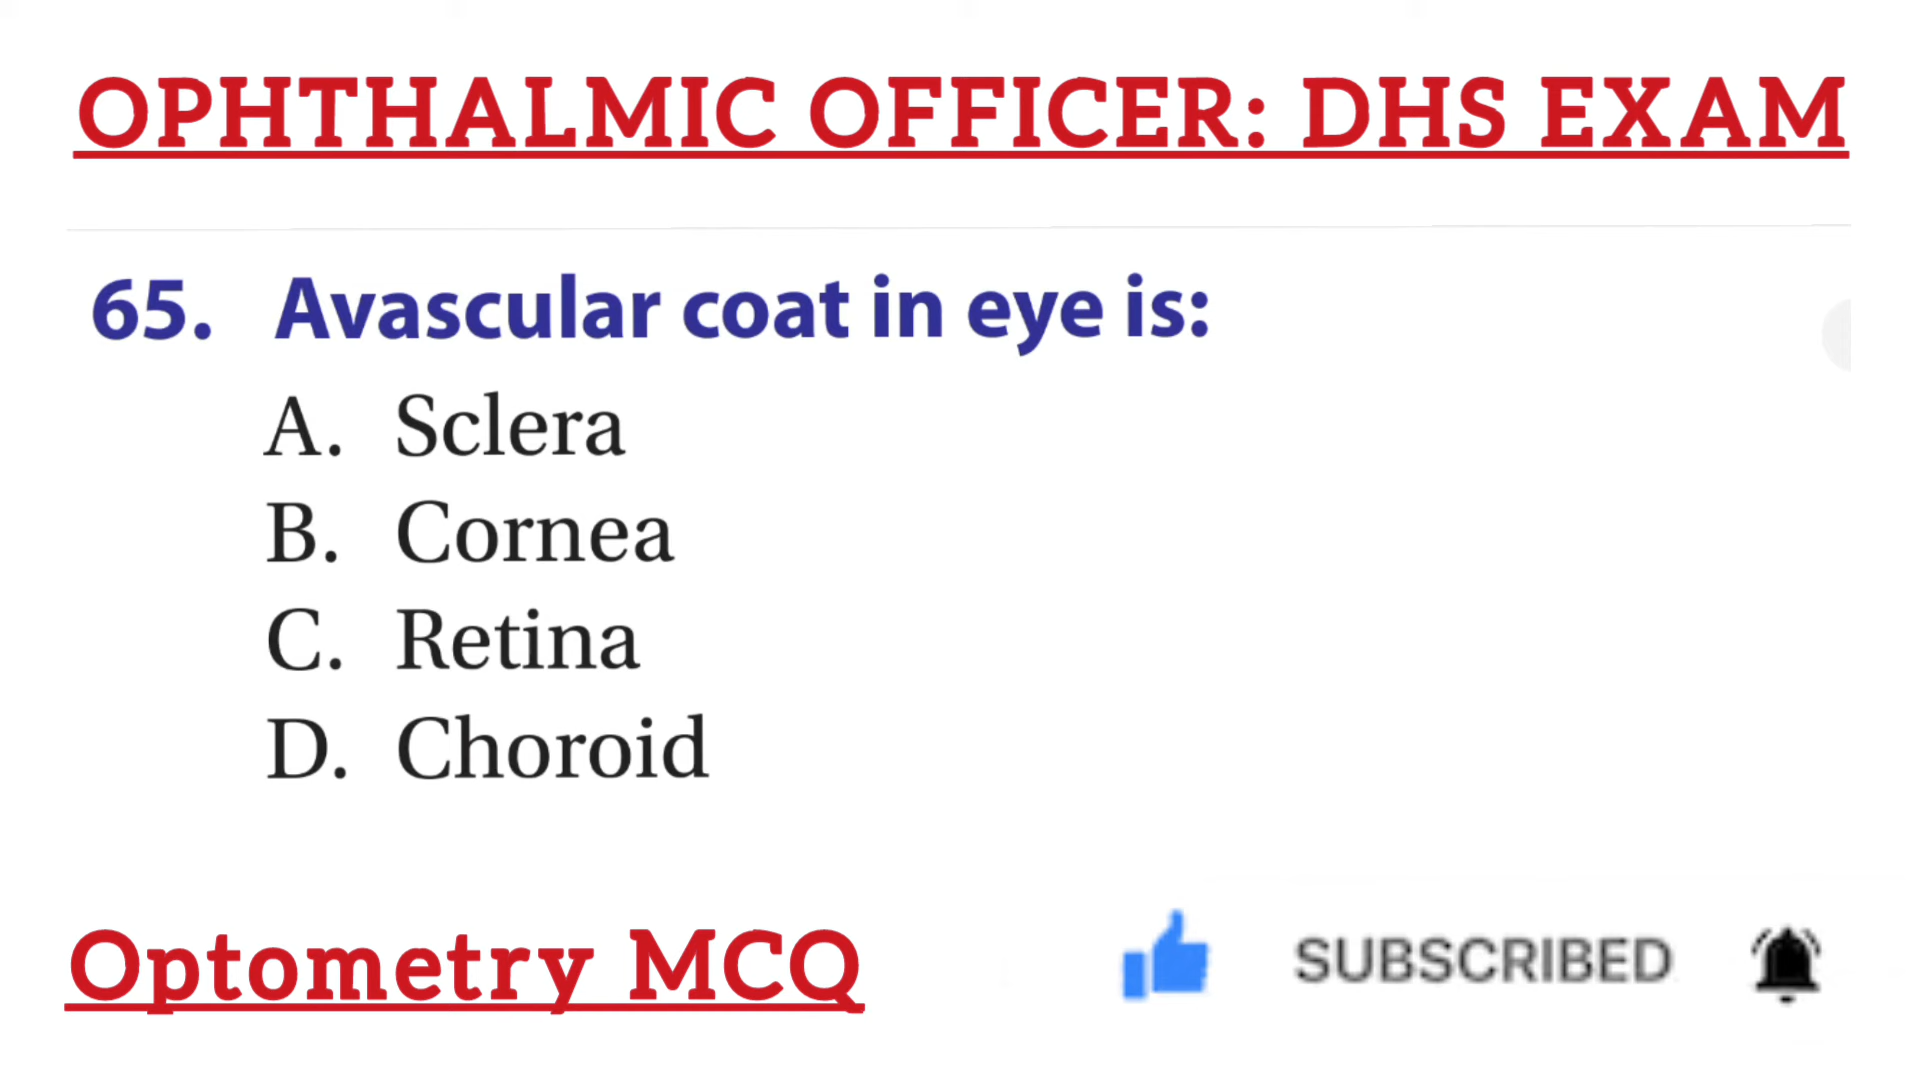 OPHTHALMIC OFFICER: DHS EXAM
65. Avascular coat in eye is:
A. Sclera
B. Cornea
C. Retina
D. Choroid
Optometry MCQ
SUBSCRIBED